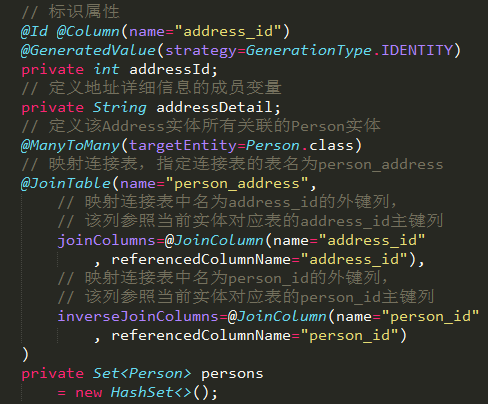 // 标识属性
@Id @Column(name="address_id")
@GeneratedValue(strategy=GenerationType.IDENTITY)
private int addressId;
// 定义地址详细信息的成员变量
private String addressDetail;
// 定义该Address实体所有关联的Person实体
@ManyToMany(targetEntity=Person.class)
// 映射连接表，指定连接表的表名为person_address
@JoinTable(name="person_address",
// 映射连接表中名为address_id的外键列，
// 该列参照当前实体对应表的address_id主键列
joinColumns=@JoinColumn(name="address_id"
, referencedColumnName="address_id"),
// 映射连接表中名为person_id的外键列，
// 该列参照当前实体对应表的person_id主键列
inverseJoinColumns=@JoinColumn(name="person_id"
, referencedColumnName="person_id")
)
private Set<Person> persons
= new HashSet<>();